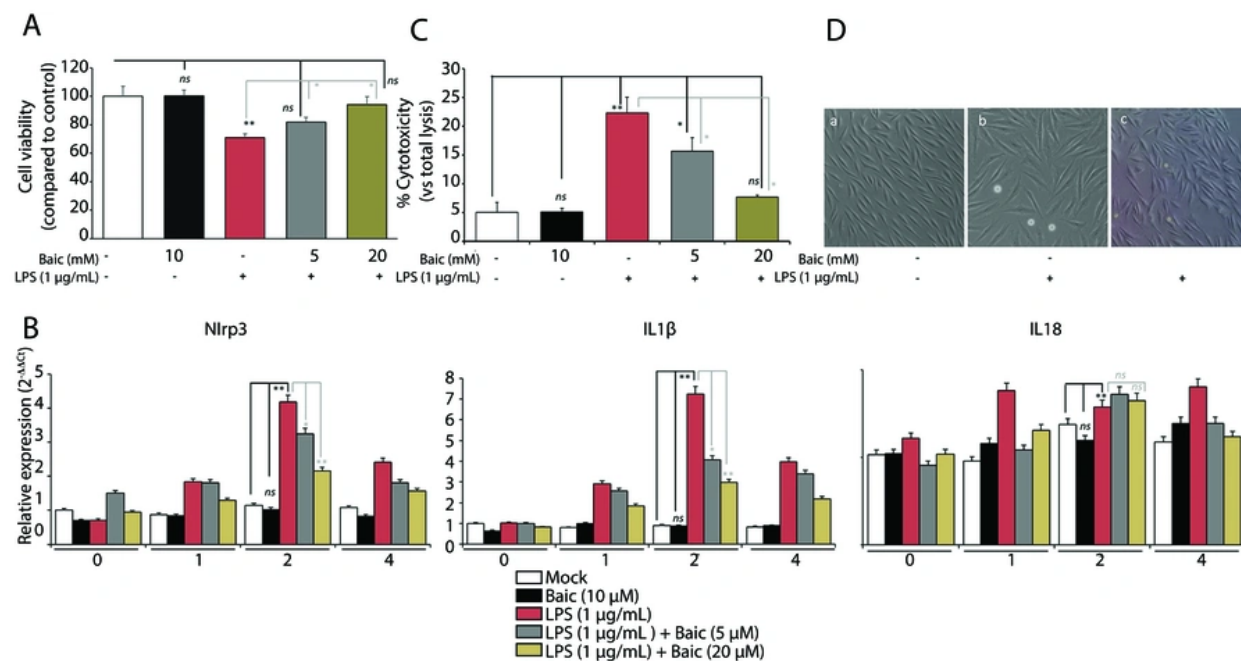 A
Cell viability
(compared to control)
120
100
80
60
40
20
0
ns
**
ns
*
*
ns
Baic (mM) - 10 - 5 20
LPS (1 µg/mL) - - + + +
C
% Cytotoxicity
(vs total lysis)
30
25
20
15
10
5
0
ns
**
*
*
ns
*
Baic (mM) - 10 - 5 20
LPS (1 µg/mL) - - + + +
D
a
b
c
Baic (mM) - -
LPS (1 µg/mL) - + +
B
Nlrp3
Relative expression (2-ΔΔCt)
5
4
3
2
1
0
ns
**
*
**
0 1 2 4
IL1β
8
7
6
5
4
3
2
1
0
ns
**
*
**
0 1 2 4
IL18
ns
**
ns
ns
0 1 2 4
Mock
Baic (10 µM)
LPS (1 µg/mL)
LPS (1 µg/mL ) + Baic (5 µM)
LPS (1 µg/mL) + Baic (20 µM)